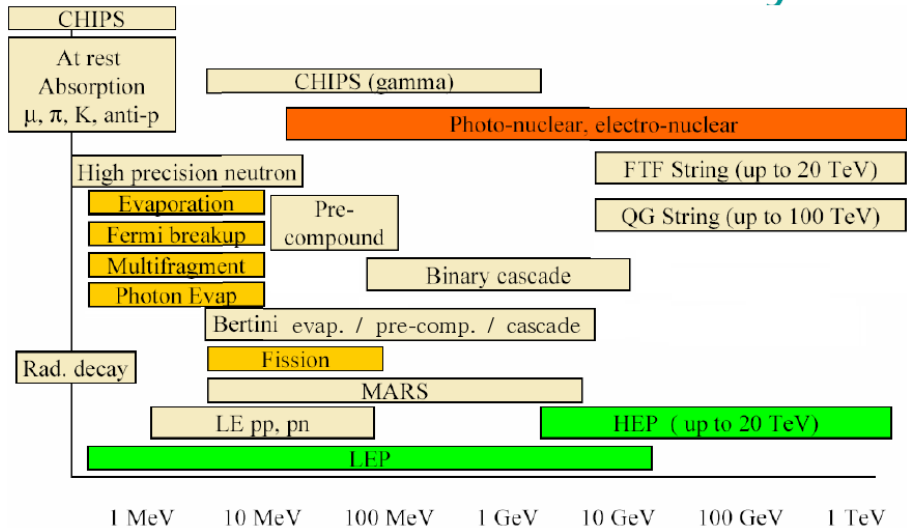 CHIPS
At rest
Absorption
μ, π, K, anti-p
CHIPS (gamma)
Photo-nuclear, electro-nuclear
High precision neutron
FTF String (up to 20 TeV)
Evaporation
Pre-
compound
QG String (up to 100 TeV)
Fermi breakup
Multifragment
Binary cascade
Photon Evap
Bertini evap. / pre-comp. / cascade
Rad. decay
Fission
MARS
LE pp, pn
HEP ( up to 20 TeV)
LEP
1 MeV 10 MeV 100 MeV 1 GeV 10 GeV 100 GeV 1 TeV